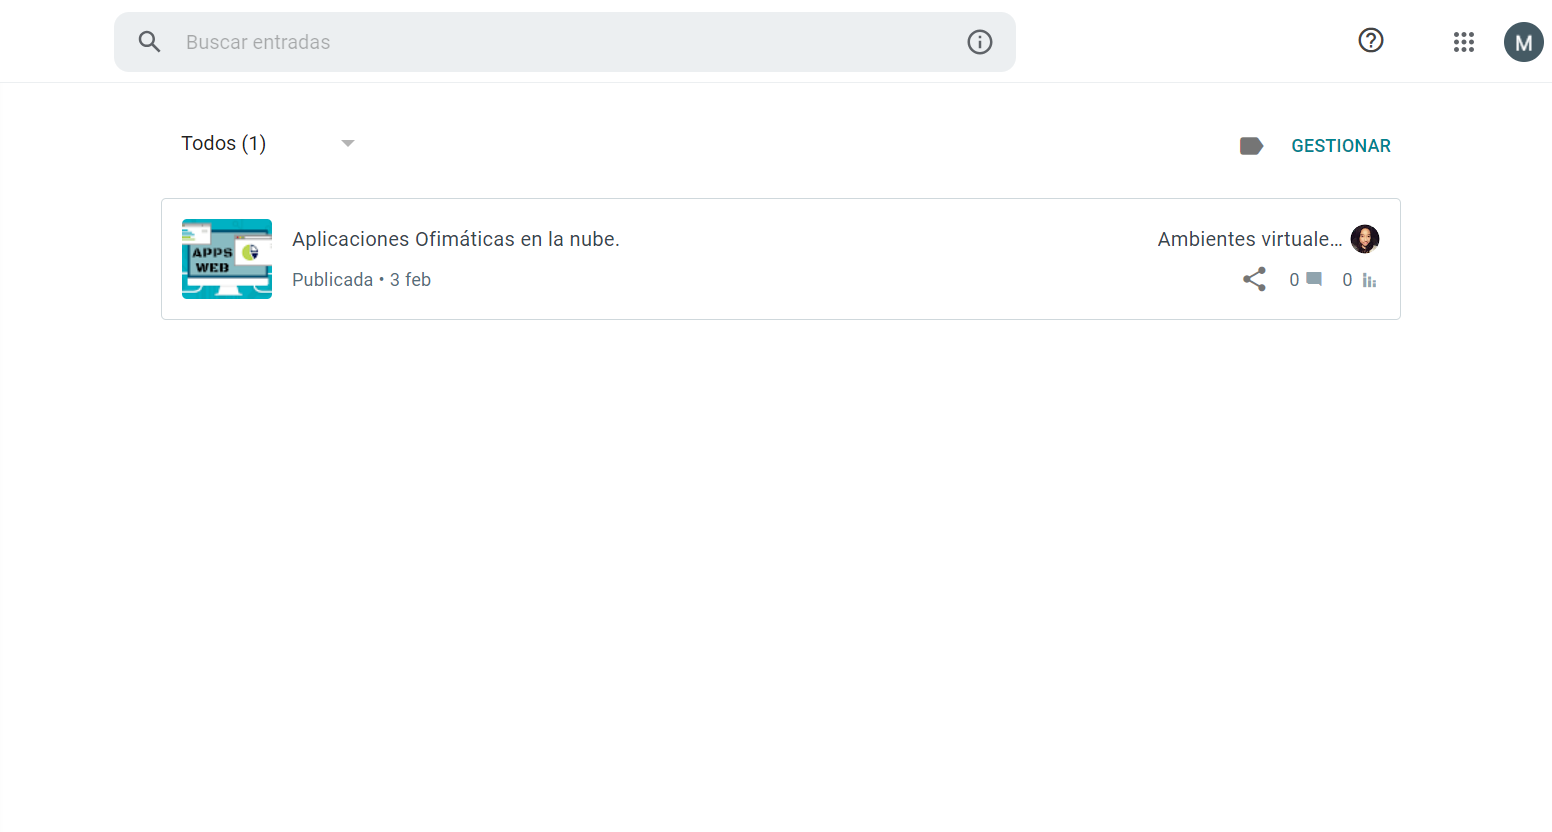 Buscar entradas
M
Todos (1)
GESTIONAR
APPS
WEB
Aplicaciones Ofimáticas en la nube.
Ambientes virtuale...
Publicada • 3 feb
0
0